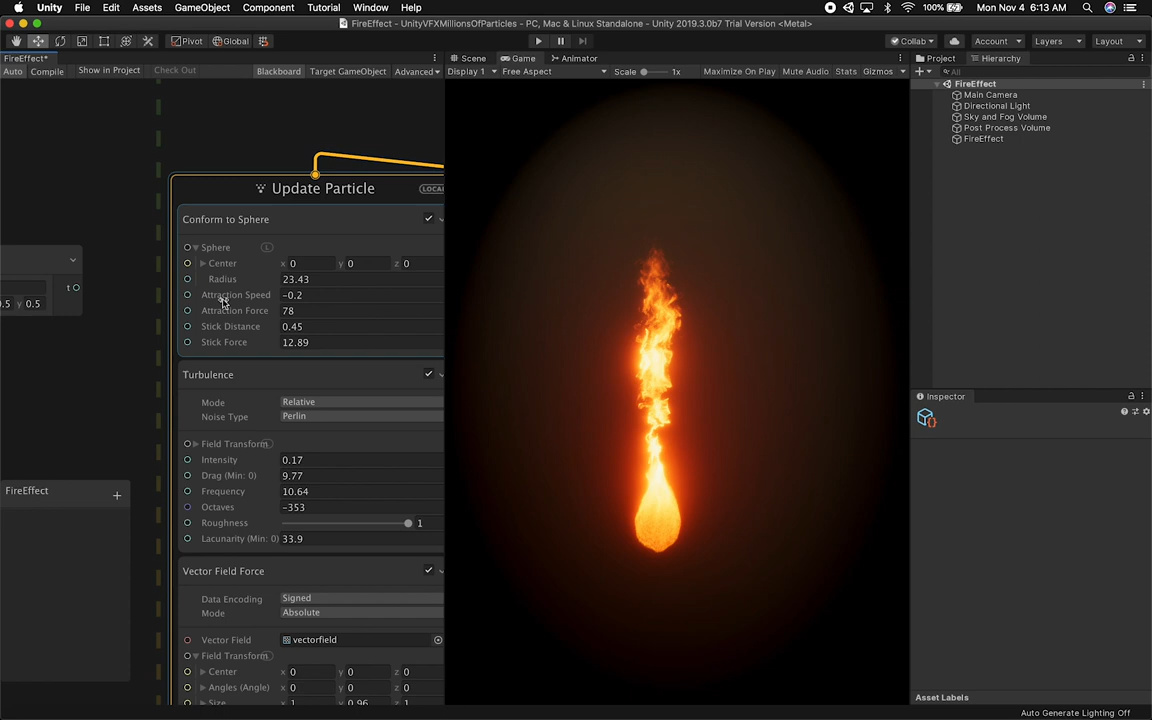 Unity File Edit Assets GameObject Component Tutorial Window Help 100% Mon Nov 4 6:13 AM
FireEffect - UnityVFXMillionsOfParticles - PC, Mac & Linux Standalone - Unity 2019.3.0b7 Trial Version <Metal>
Pivot Global Collab Account Layers Layout
FireEffect* Scene Game Animator Project Hierarchy
Auto Compile Show in Project Check Out Blackboard Target GameObject Advanced Display 1 Free Aspect Scale 1x Maximize On Play Mute Audio Stats Gizmos All
FireEffect
Main Camera
Directional Light
Sky and Fog Volume
Post Process Volume
FireEffect
Update Particle LOCA
Conform to Sphere
Sphere L
Center x 0 y 0 z 0
Radius 23.43
Attraction Speed -0.2
Attraction Force 78
Stick Distance 0.45
Stick Force 12.89
t
0.5 y 0.5
Turbulence
Mode Relative
Noise Type Perlin
Field Transform L
Intensity 0.17
Drag (Min: 0) 9.77
Frequency 10.64
Octaves -353
Roughness 1
Lacunarity (Min: 0) 33.9
FireEffect +
Vector Field Force
Data Encoding Signed
Mode Absolute
Vector Field vectorfield
Field Transform L
Center x 0 y 0 z 0
Angles (Angle) x 0 y 0 z 0
Size x 1 y 0.96 z 1
Inspector
Asset Labels
Auto Generate Lighting Off